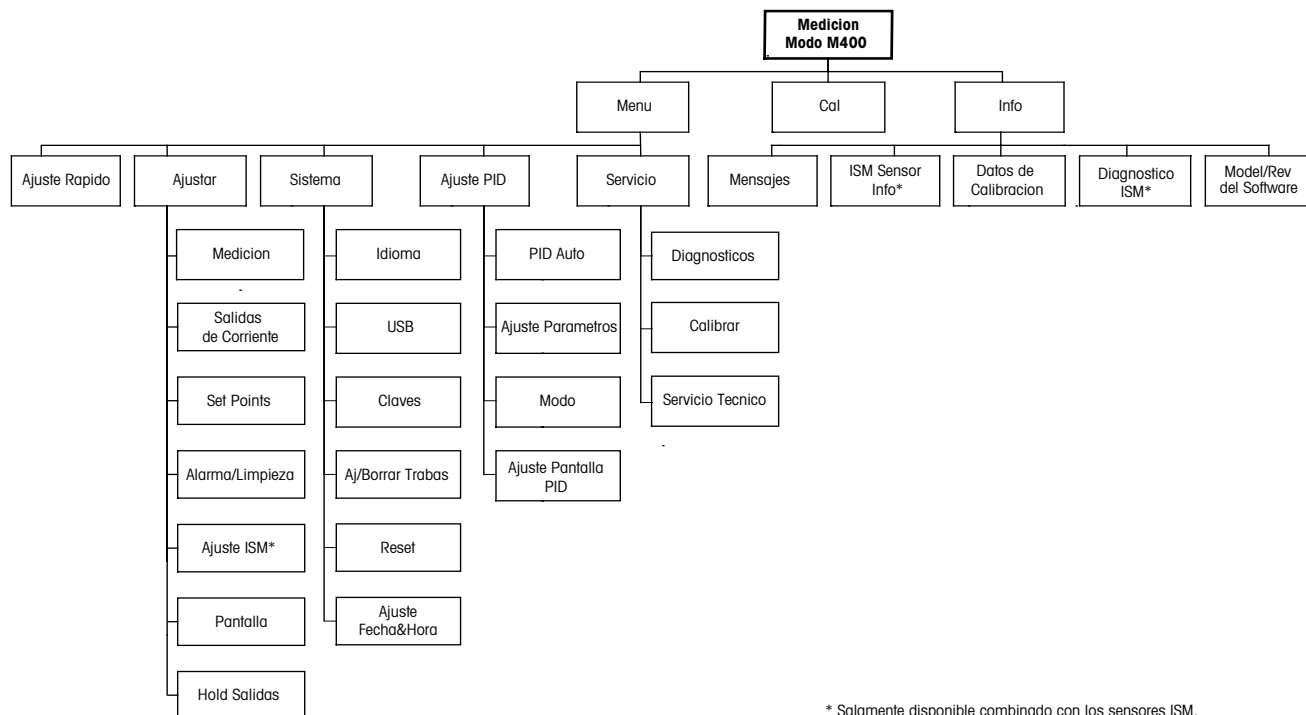 Medicion
Modo M400
Menu
Cal
Info
Ajuste Rapido
Ajustar
Sistema
Ajuste PID
Servicio
Mensajes
ISM Sensor
Info*
Datos de
Calibracion
Diagnostico
ISM*
Model/Rev
del Software
Medicion
Salidas
de Corriente
Set Points
Alarma/Limpieza
Ajuste ISM*
Pantalla
Hold Salidas
Idioma
USB
Claves
Aj/Borrar Trabas
Reset
Ajuste
Fecha&Hora
PID Auto
Ajuste Parametros
Modo
Ajuste Pantalla
PID
Diagnosticos
Calibrar
Servicio Tecnico
* Salamente disponible combinado con los sensores ISM.